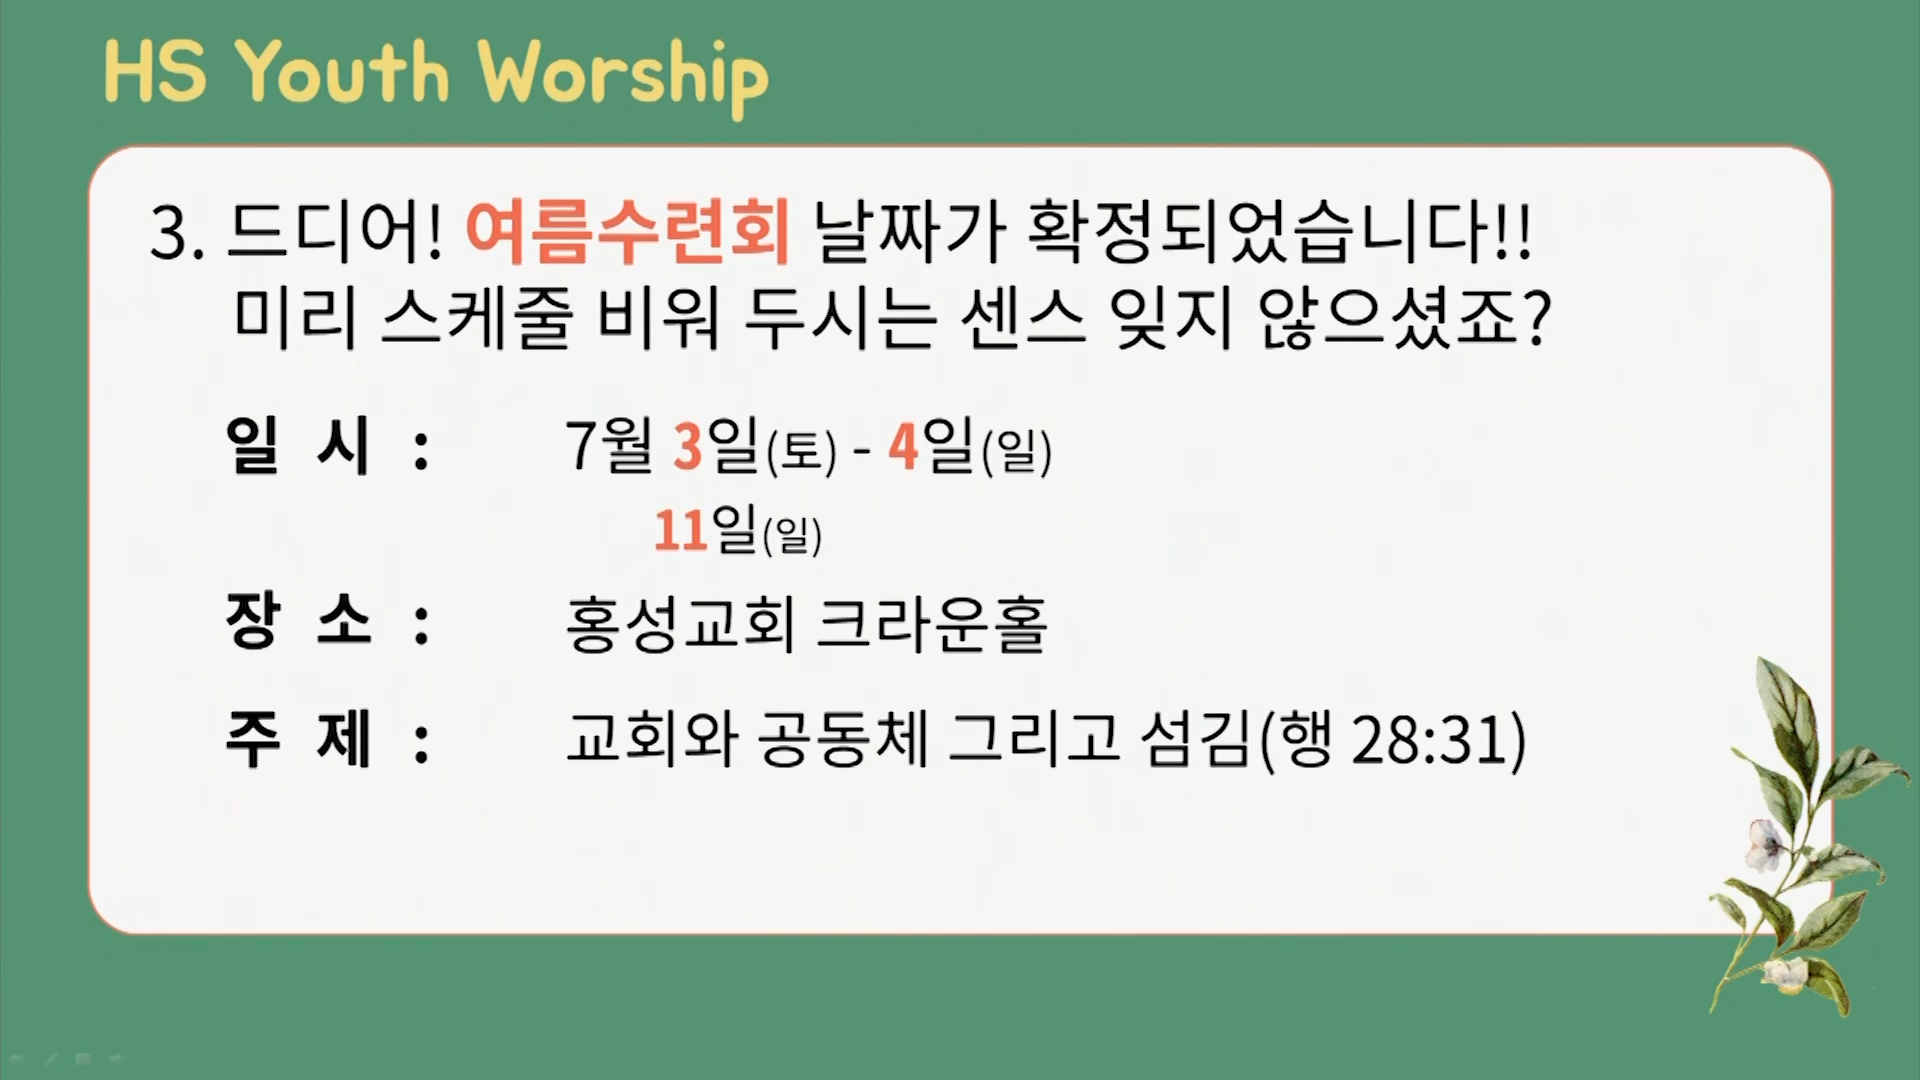 HS Youth Worship
3. 드디어! 여름수련회 날짜가 확정되었습니다!!
미리 스케줄 비워 두시는 센스 잊지 않으셨죠?
일 시 : 7월 3일(토) - 4일(일)
11일(일)
장 소 : 홍성교회 크라운홀
주 제 : 교회와 공동체 그리고 섬김(행 28:31)